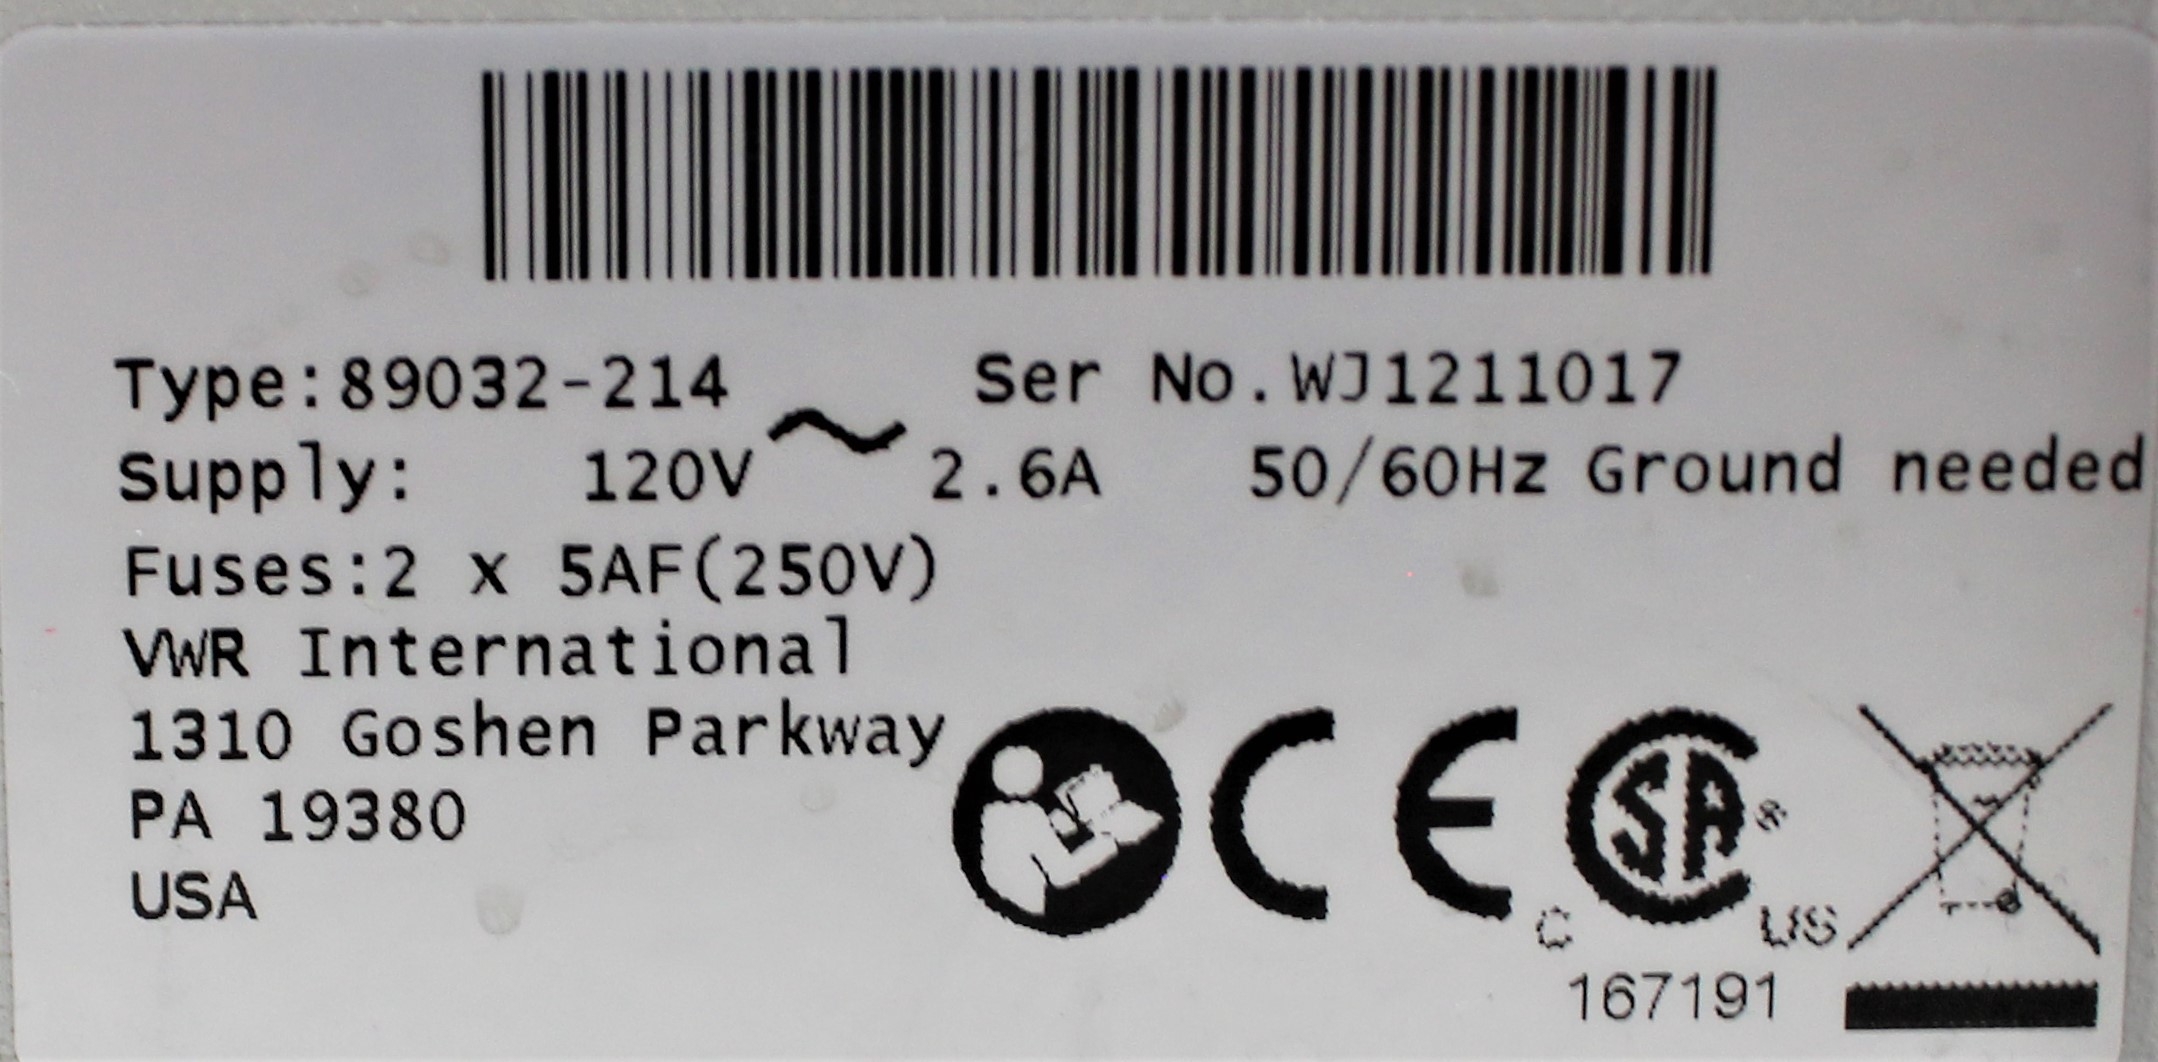 Type:89032-214 Ser No.WJ1211017
Supply: 120V ~ 2.6A 50/60Hz Ground needed
Fuses:2 x 5AF(250V)
VWR International
1310 Goshen Parkway
PA 19380
USA
CE
C SA ® US
167191